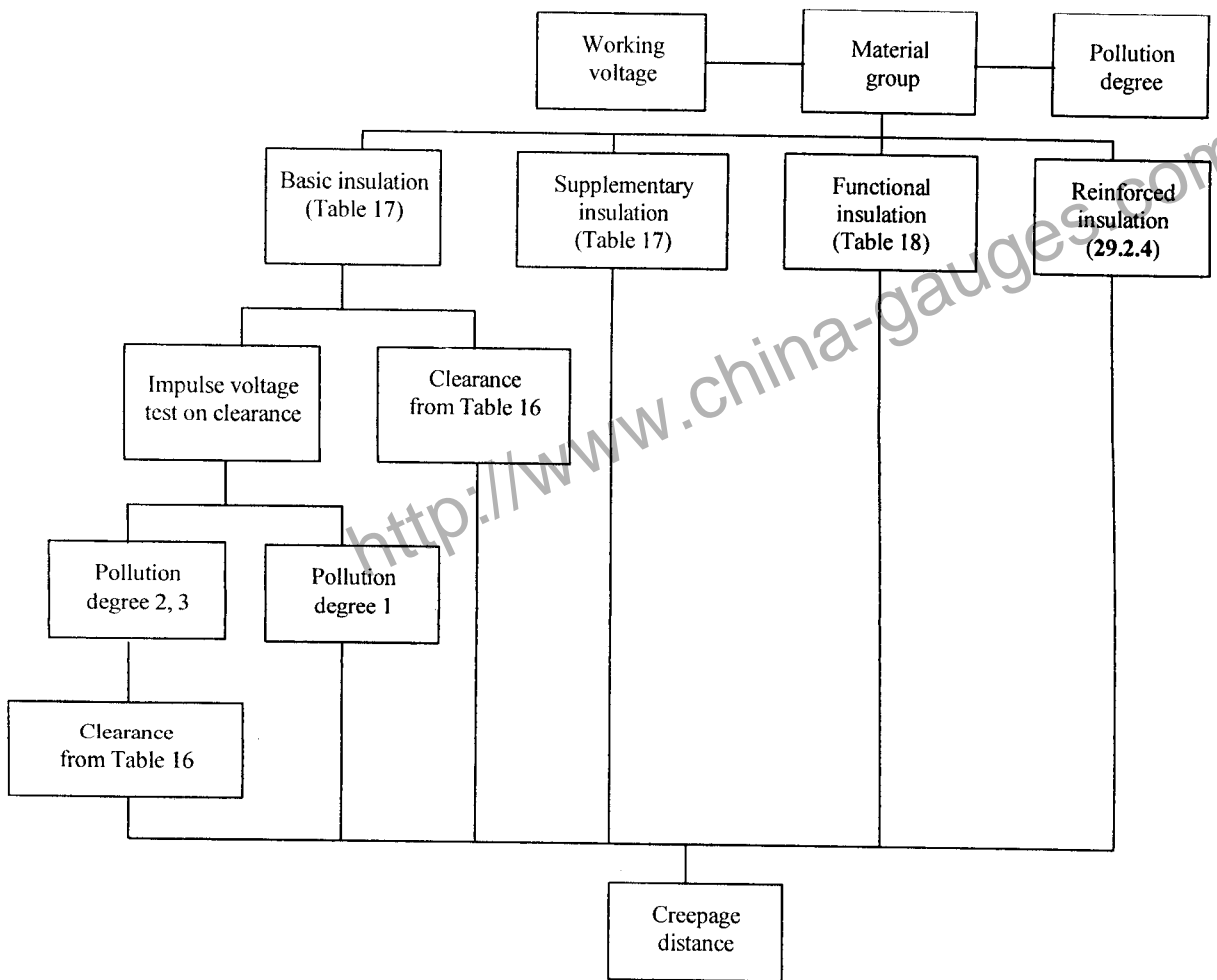 Working
voltage
Material
group
Pollution
degree
Basic insulation
(Table 17)
Supplementary
insulation
(Table 17)
Functional
insulation
(Table 18)
Reinforced
insulation
(29.2.4)
Impulse voltage
test on clearance
Clearance
from Table 16
Pollution
degree 2, 3
Pollution
degree 1
Clearance
from Table 16
Creepage
distance
http://www.china-gauges.com